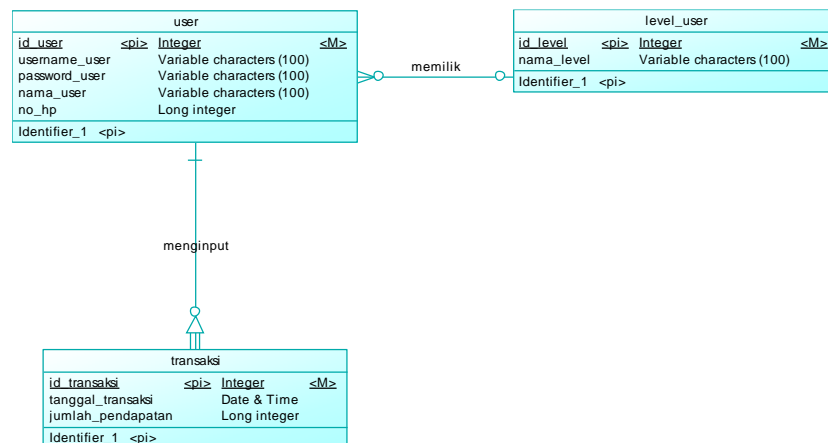 user
id_user <pi> Integer <M>
username_user Variable characters (100)
password_user Variable characters (100)
nama_user Variable characters (100)
no_hp Long integer
Identifier_1 <pi>
memilik
level_user
id_level <pi> Integer <M>
nama_level Variable characters (100)
Identifier_1 <pi>
menginput
transaksi
id_transaksi <pi> Integer <M>
tanggal_transaksi Date & Time
jumlah_pendapatan Long integer
Identifier_1 <pi>